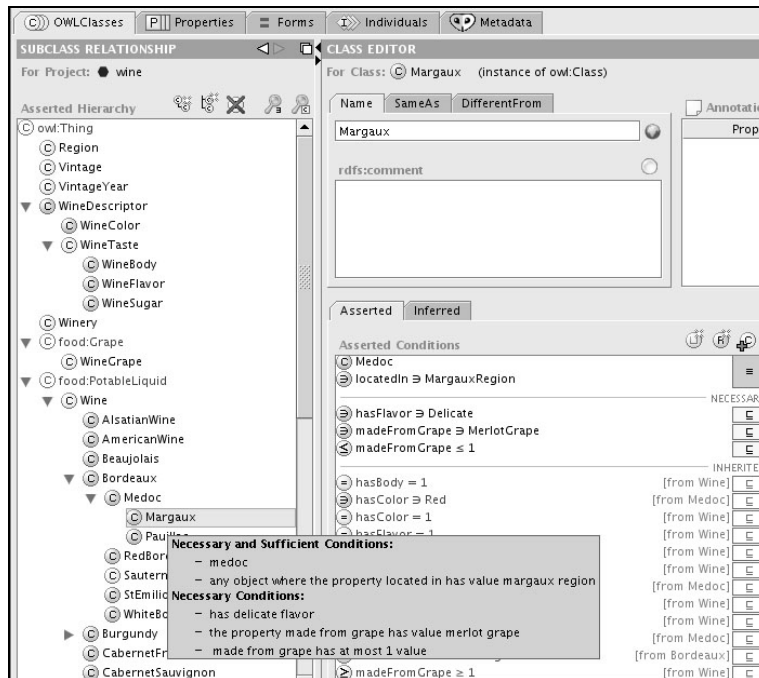 OWLClasses Properties Forms Individuals Metadata
SUBCLASS RELATIONSHIP
For Project: wine
Asserted Hierarchy
owl:Thing
Region
Vintage
VintageYear
WineDescriptor
WineColor
WineTaste
WineBody
WineFlavor
WineSugar
Winery
food:Grape
WineGrape
food:PotableLiquid
Wine
AlsatianWine
AmericanWine
Beaujolais
Bordeaux
Medoc
Margaux
RedBor
Sautern
StEmilio
WhiteBo
Burgundy
CabernetFr
CabernetSauvignon
CLASS EDITOR
For Class: Margaux (instance of owl:Class)
Name SameAs DifferentFrom
Margaux
rdfs:comment
Annotati
Prop
Asserted Inferred
Asserted Conditions
Medoc
locatedIn ∋ MargauxRegion
≡
NECESSAR
hasFlavor ∋ Delicate ⊑
madeFromGrape ∋ MerlotGrape ⊑
madeFromGrape ≤ 1 ⊑
INHERITE
hasBody = 1 [from Wine] ⊑
hasColor ∋ Red [from Medoc] ⊑
hasColor = 1 [from Wine] ⊑
hasFlavor = 1 [from Wine] ⊑
[from Wine] ⊑
[from Medoc] ⊑
[from Wine] ⊑
[from Wine] ⊑
[from Medoc] ⊑
[from Bordeaux] ⊑
madeFromGrape ≥ 1 [from Wine] ⊑
Necessary and Sufficient Conditions:
– medoc
– any object where the property located in has value margaux region
Necessary Conditions:
– has delicate flavor
– the property made from grape has value merlot grape
– made from grape has at most 1 value